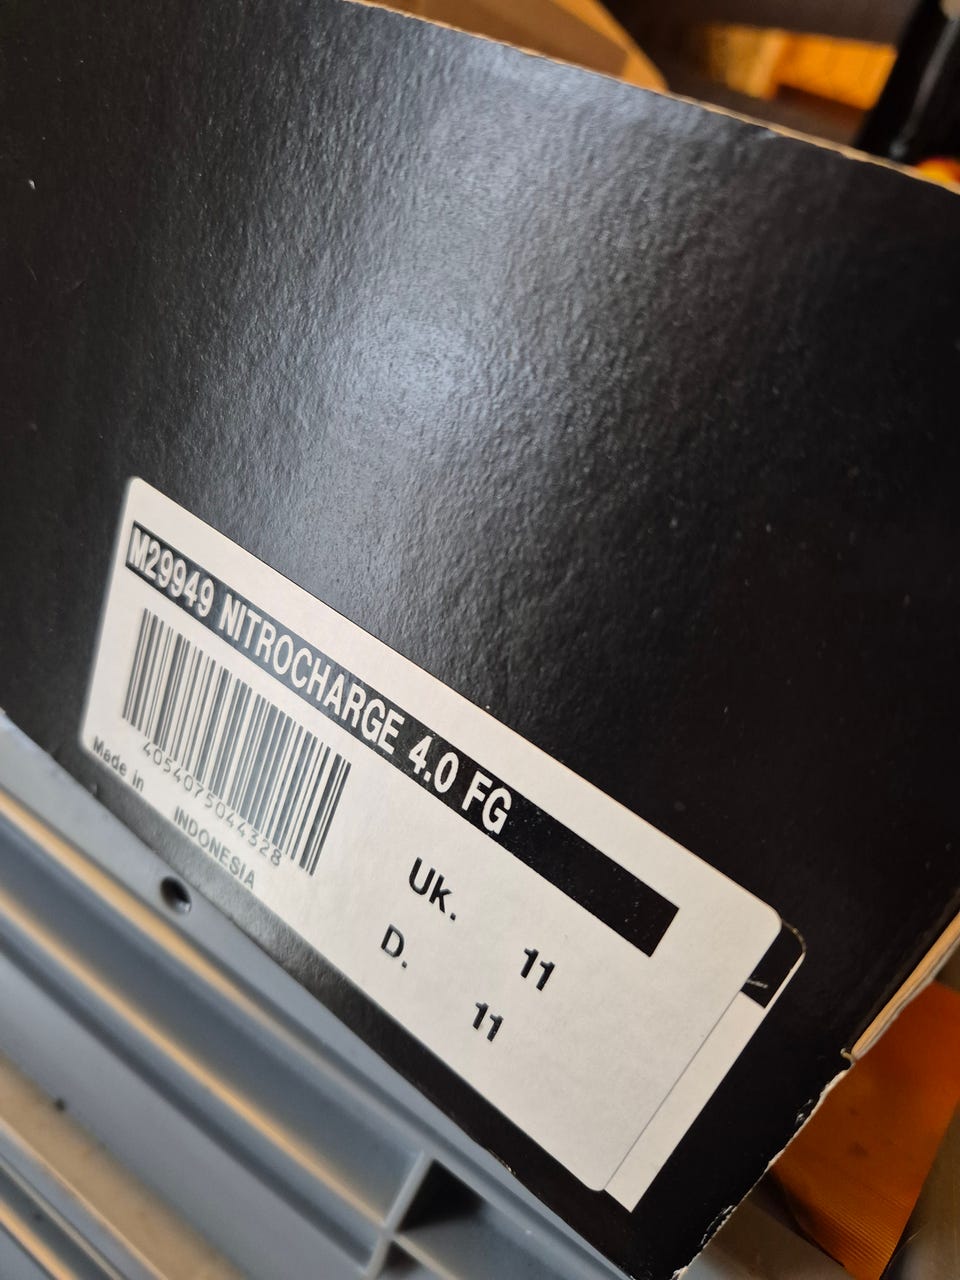 M29949 NITROCHARGE 4.0 FG
4054075044328
Made in
INDONESIA
UK. 11
D. 11